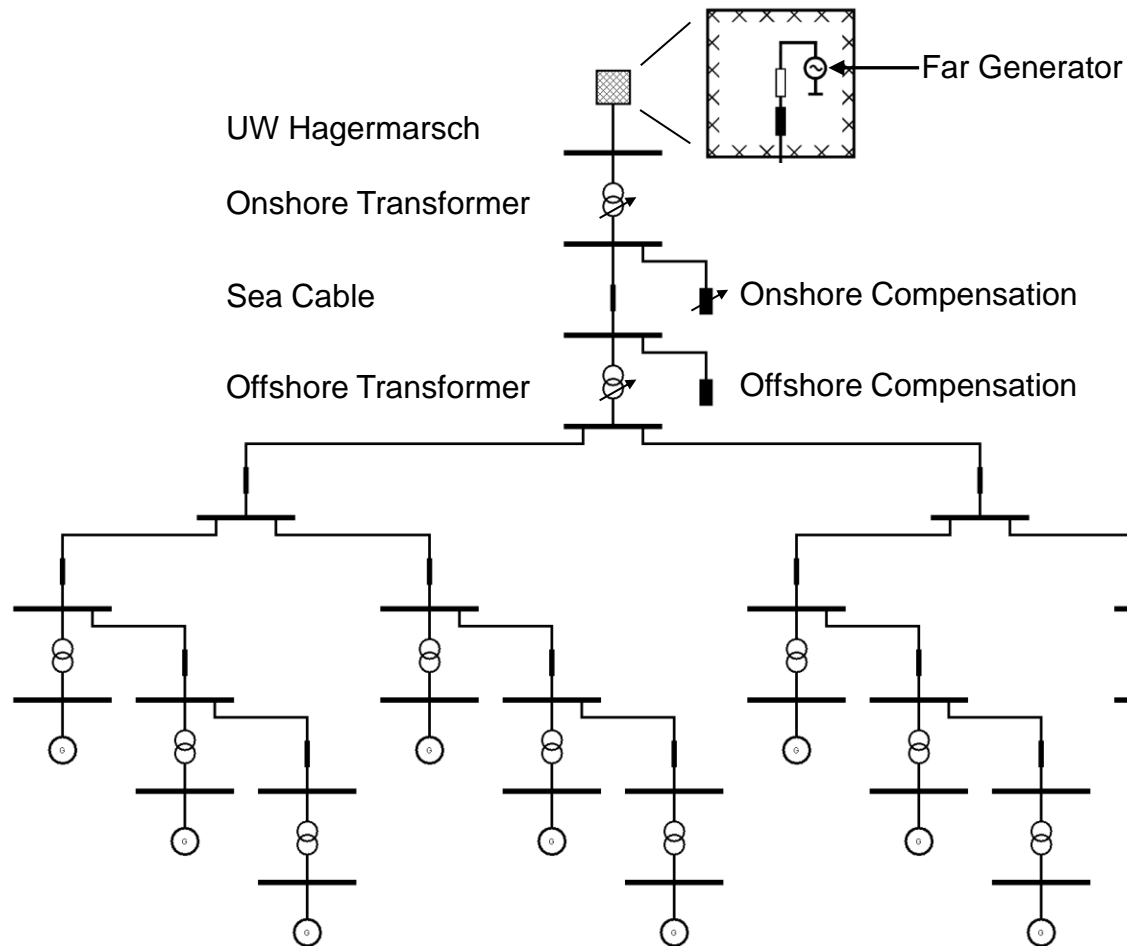 Far Generator
UW Hagermarsch
Onshore Transformer
Sea Cable
Onshore Compensation
Offshore Transformer
Offshore Compensation
G
G
G
G
G
G
G
G
G